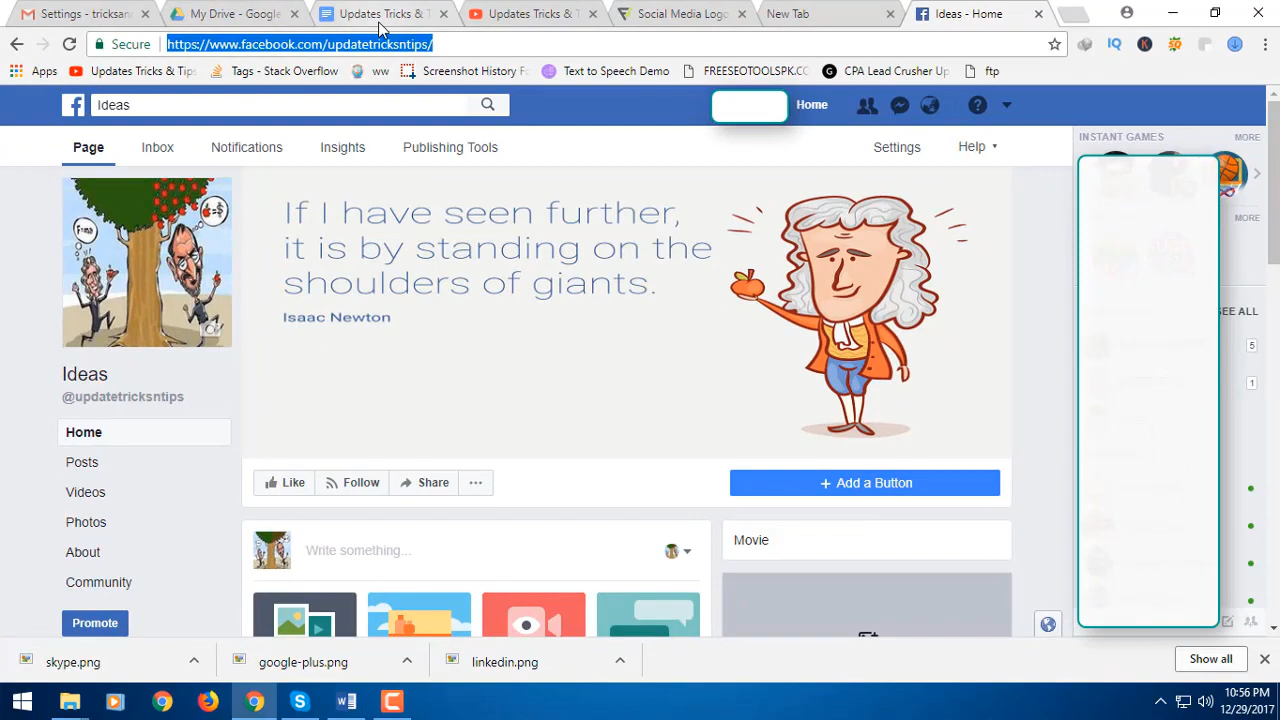 Settings - tricksan
My Drive - Google
Updates Tricks & T
Updates Tricks &
Social Media Logo
New Tab
Ideas - Home
Secure
https://www.facebook.com/updatetricksntips/
Apps
Updates Tricks & Tips
Tags - Stack Overflow
ww
Screenshot History F
Text to Speech Demo
FREESEOTOOLPK.CC
CPA Lead Crusher Up
ftp
Ideas
Home
Page
Inbox
Notifications
Insights
Publishing Tools
Settings
Help
INSTANT GAMES
MORE
If I have seen further,
it is by standing on the
shoulders of giants.
Isaac Newton
MORE
SEE ALL
5
1
Ideas
@updatetricksntips
Home
Posts
Videos
Photos
About
Community
Promote
Like
Follow
Share
+ Add a Button
Write something...
Movie
skype.png
google-plus.png
linkedin.png
Show all
10:56 PM
12/29/2017